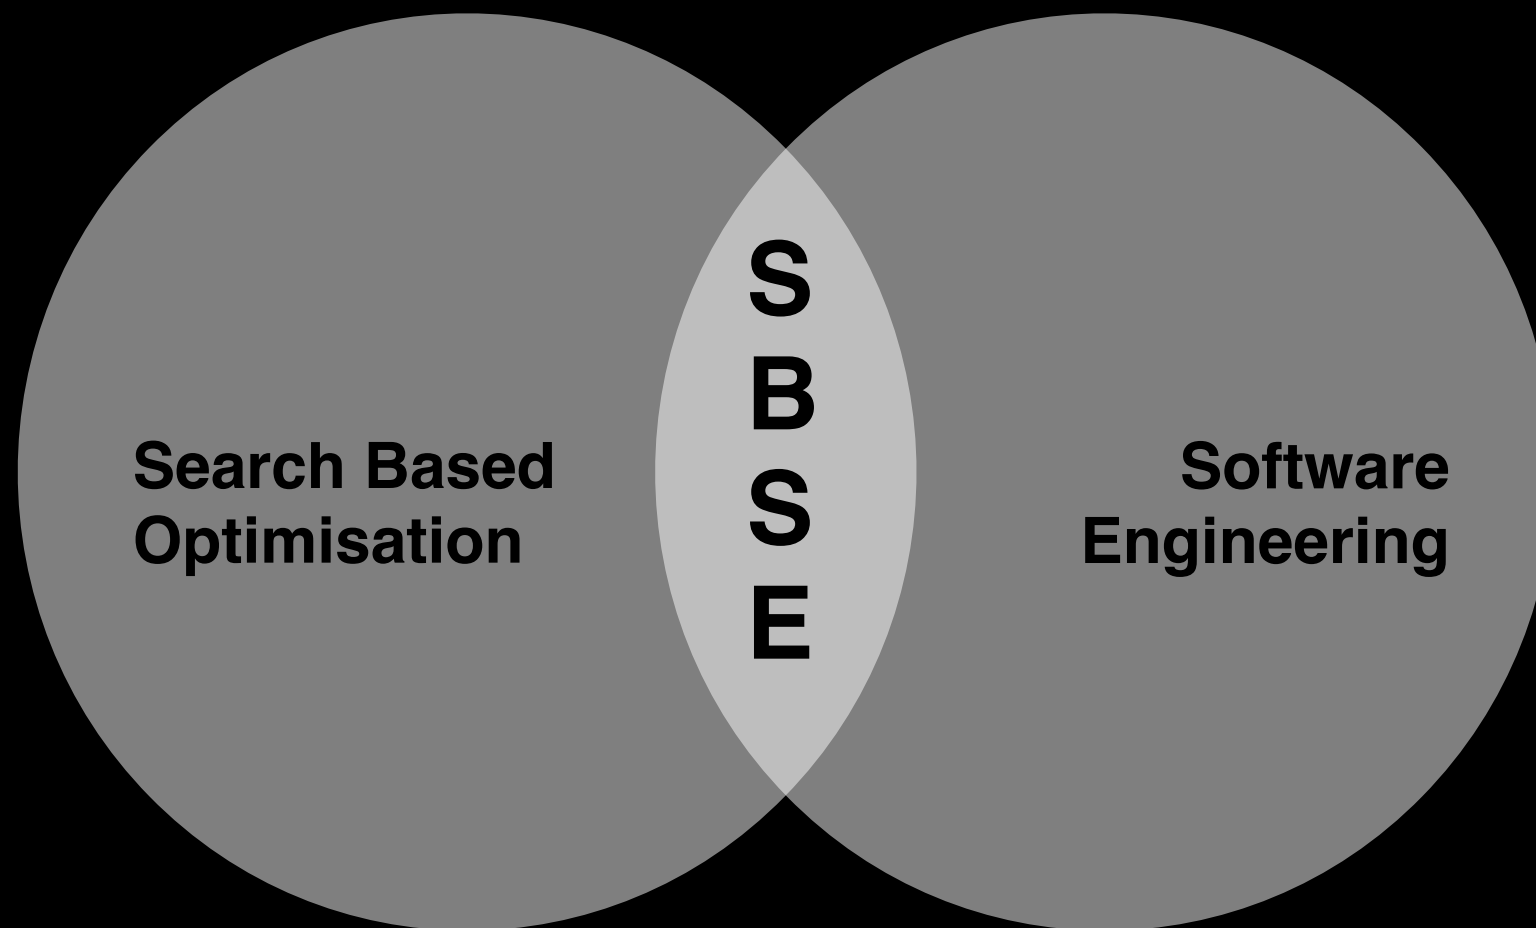 Search Based
Optimisation
S
B
S
E
Software
Engineering